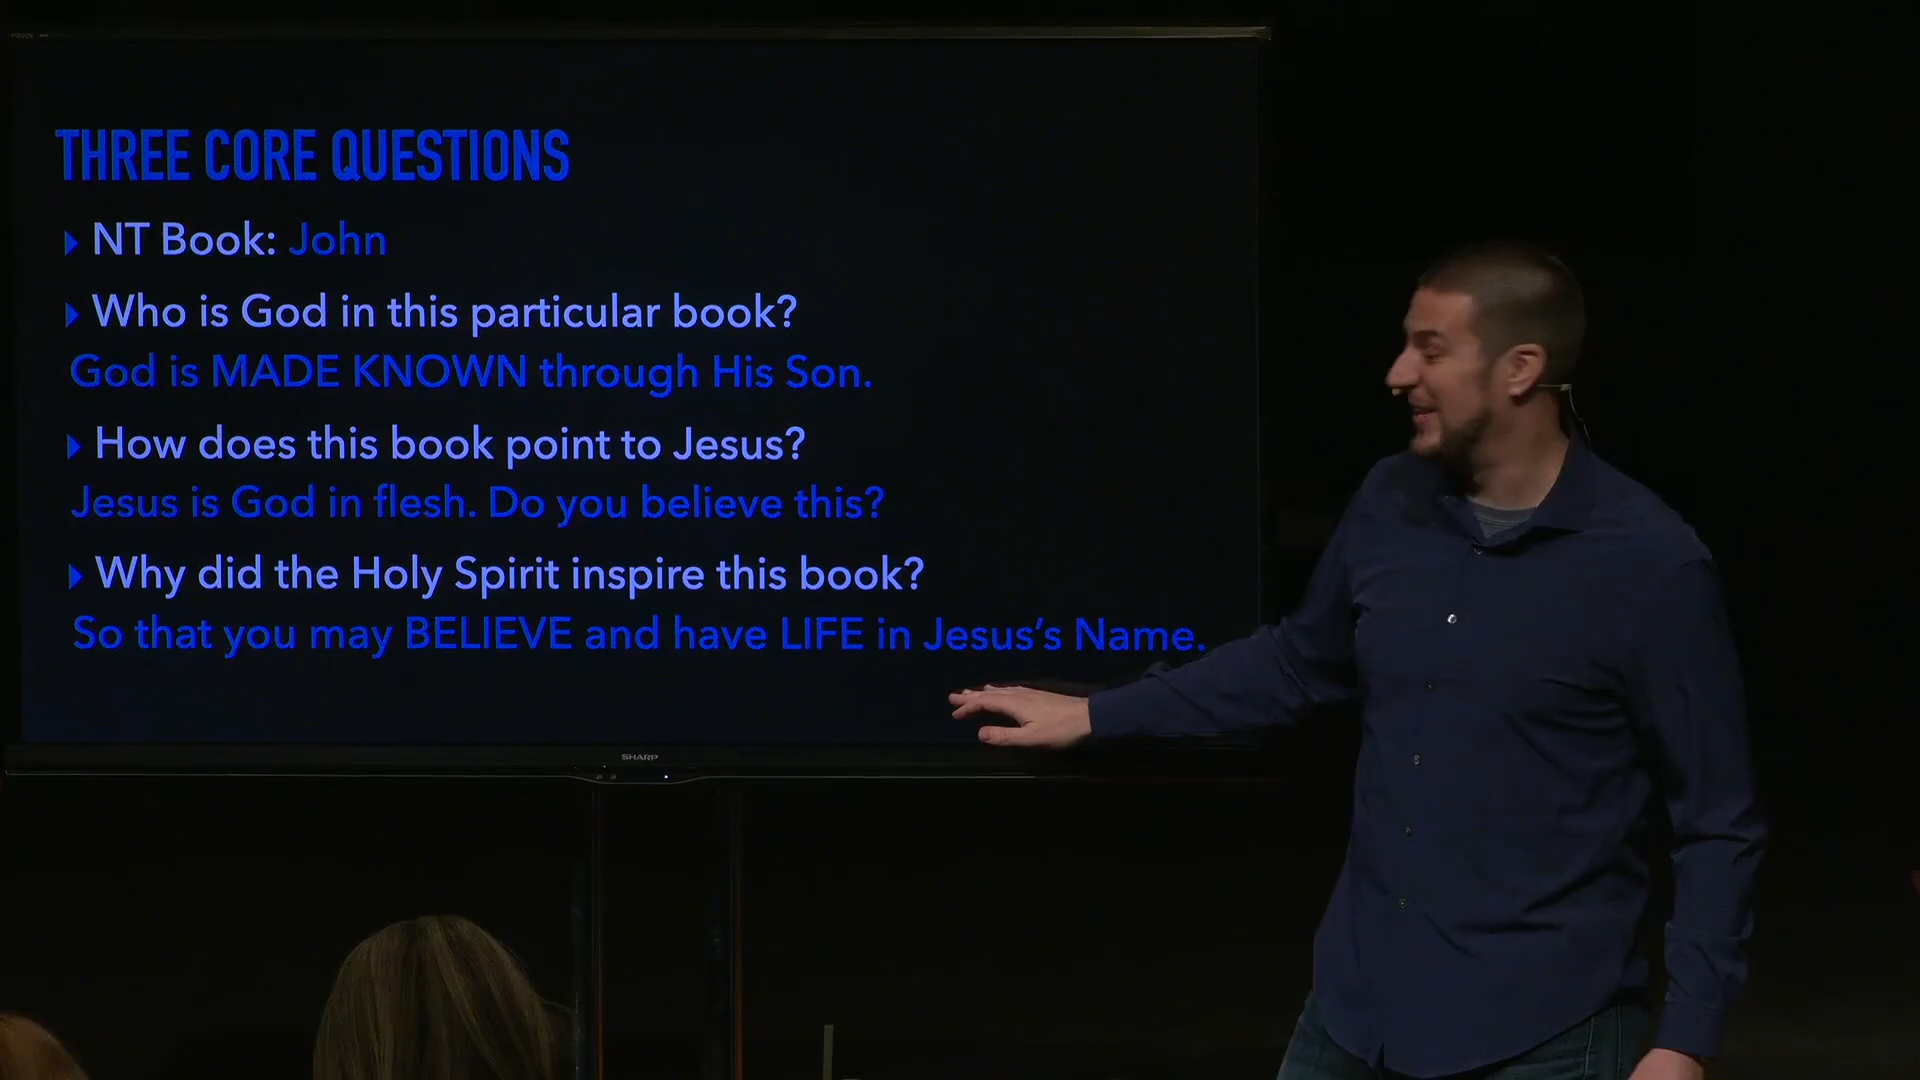 THREE CORE QUESTIONS
NT Book: John
Who is God in this particular book?
God is MADE KNOWN through His Son.
How does this book point to Jesus?
Jesus is God in flesh. Do you believe this?
Why did the Holy Spirit inspire this book?
So that you may BELIEVE and have LIFE in Jesus's Name.
SHARP